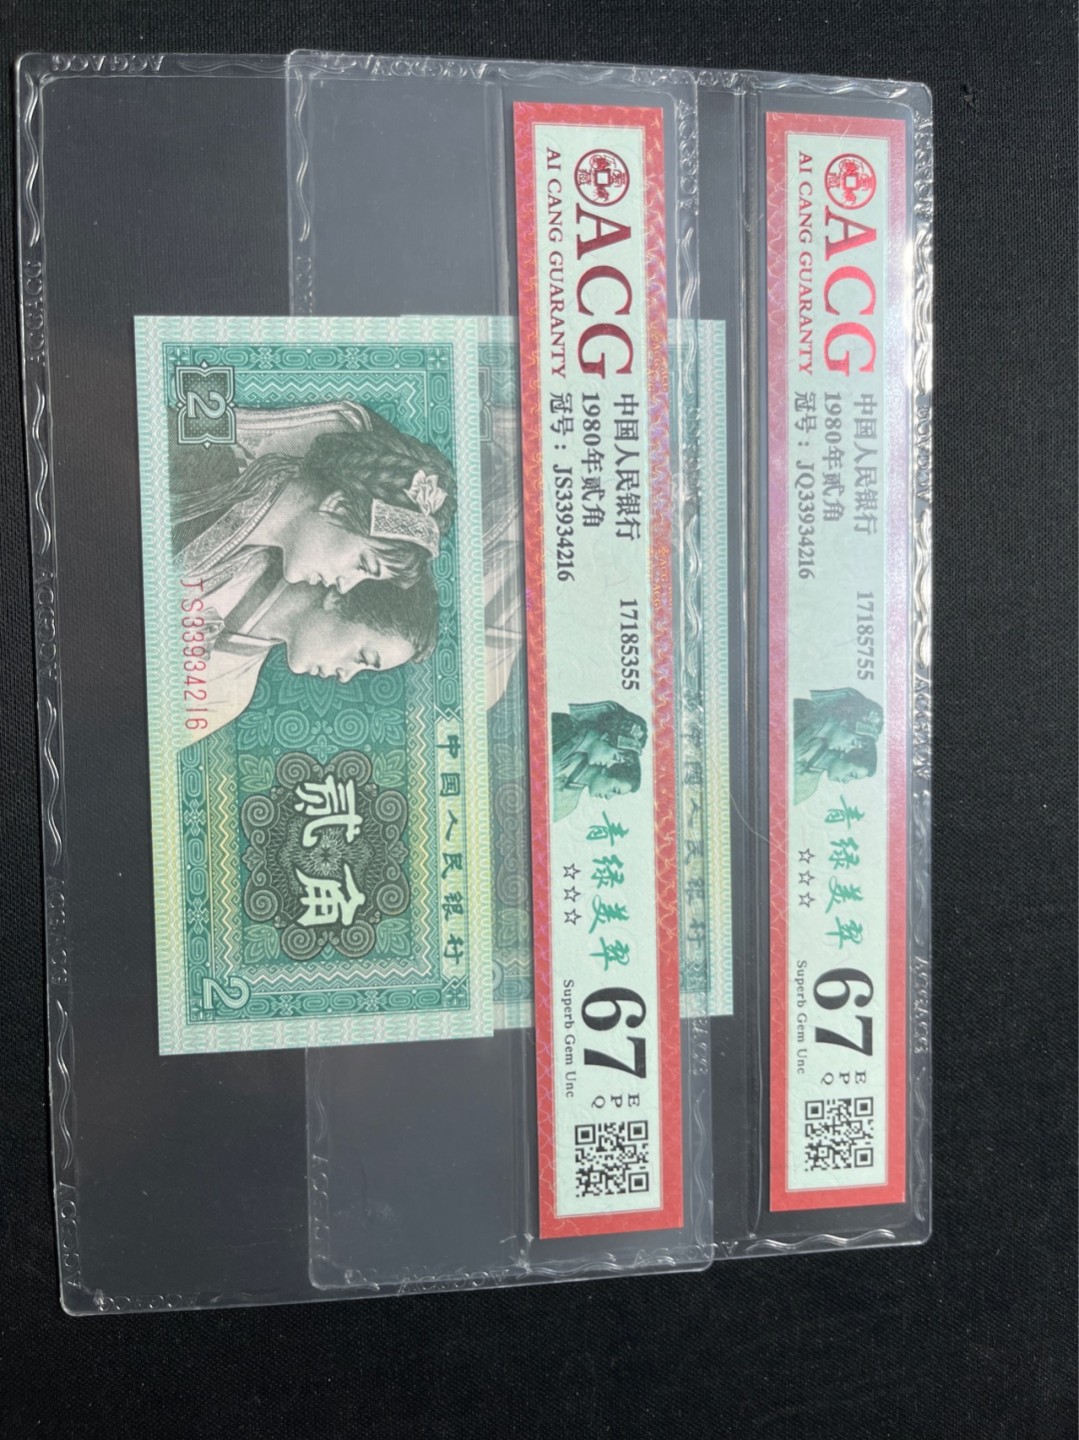 ACG
AI CANG GUARANTY
中国人民银行
1980年贰角
冠号：JQ33934216
17185755
青绿美翠
☆☆☆
67
EPQ
Superb Gem Unc
ACG
AI CANG GUARANTY
中国人民银行
1980年贰角
冠号：JS33934216
17185355
青绿美翠
☆☆☆
67
EPQ
Superb Gem Unc
中国人民银行
贰角
2
2
JS33934216